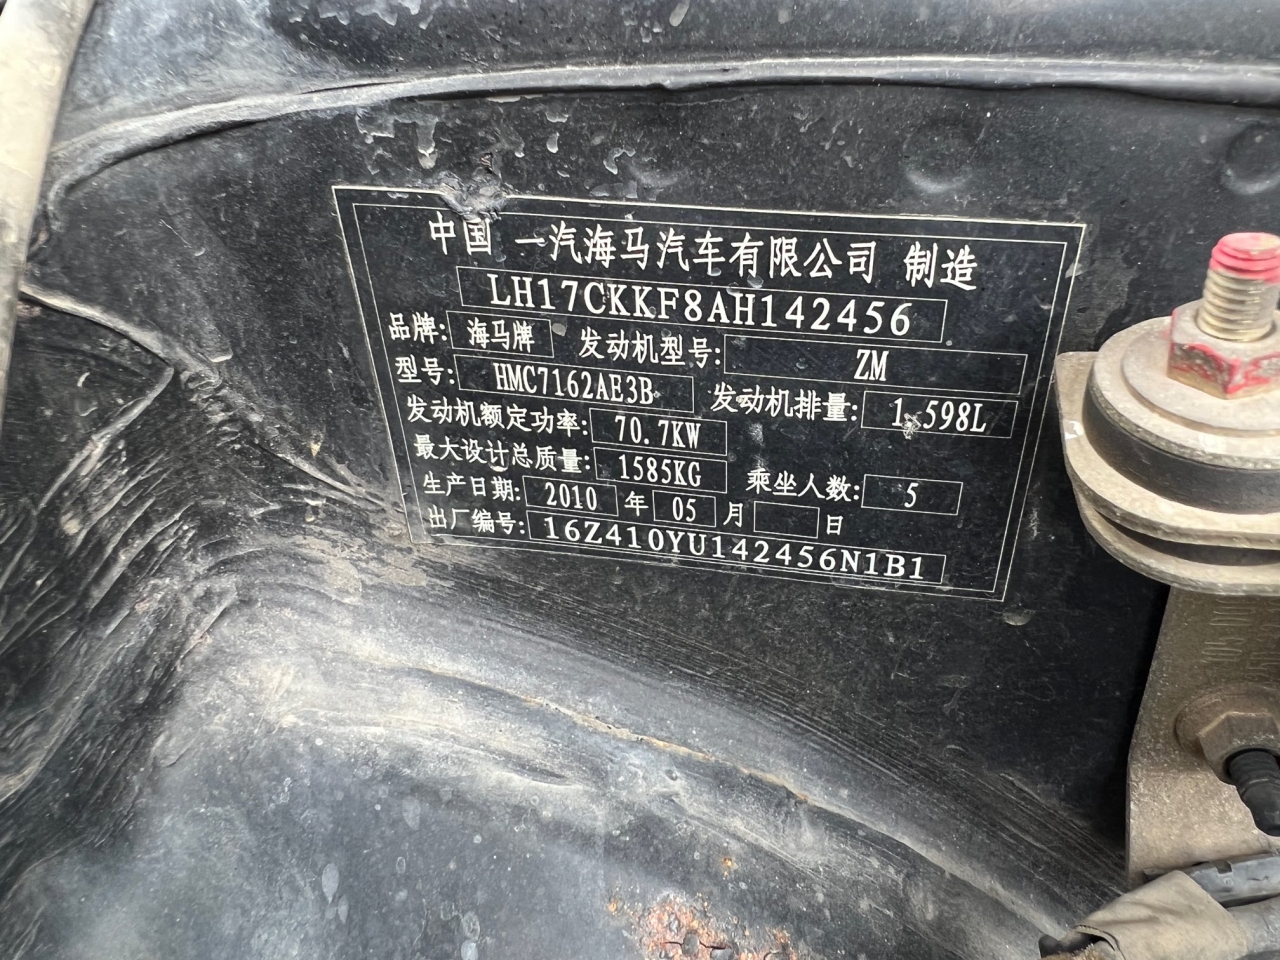 中国 一汽海马汽车有限公司 制造
LH17CKKF8AH142456
品牌: 海马牌 发动机型号: ZM
型号: HMC7162AE3B 发动机排量: 1.598L
发动机额定功率: 70.7KW
最大设计总质量: 1585KG 乘坐人数: 5
生产日期: 2010 年 05 月 日
出厂编号: 16Z410YU142456N1B1